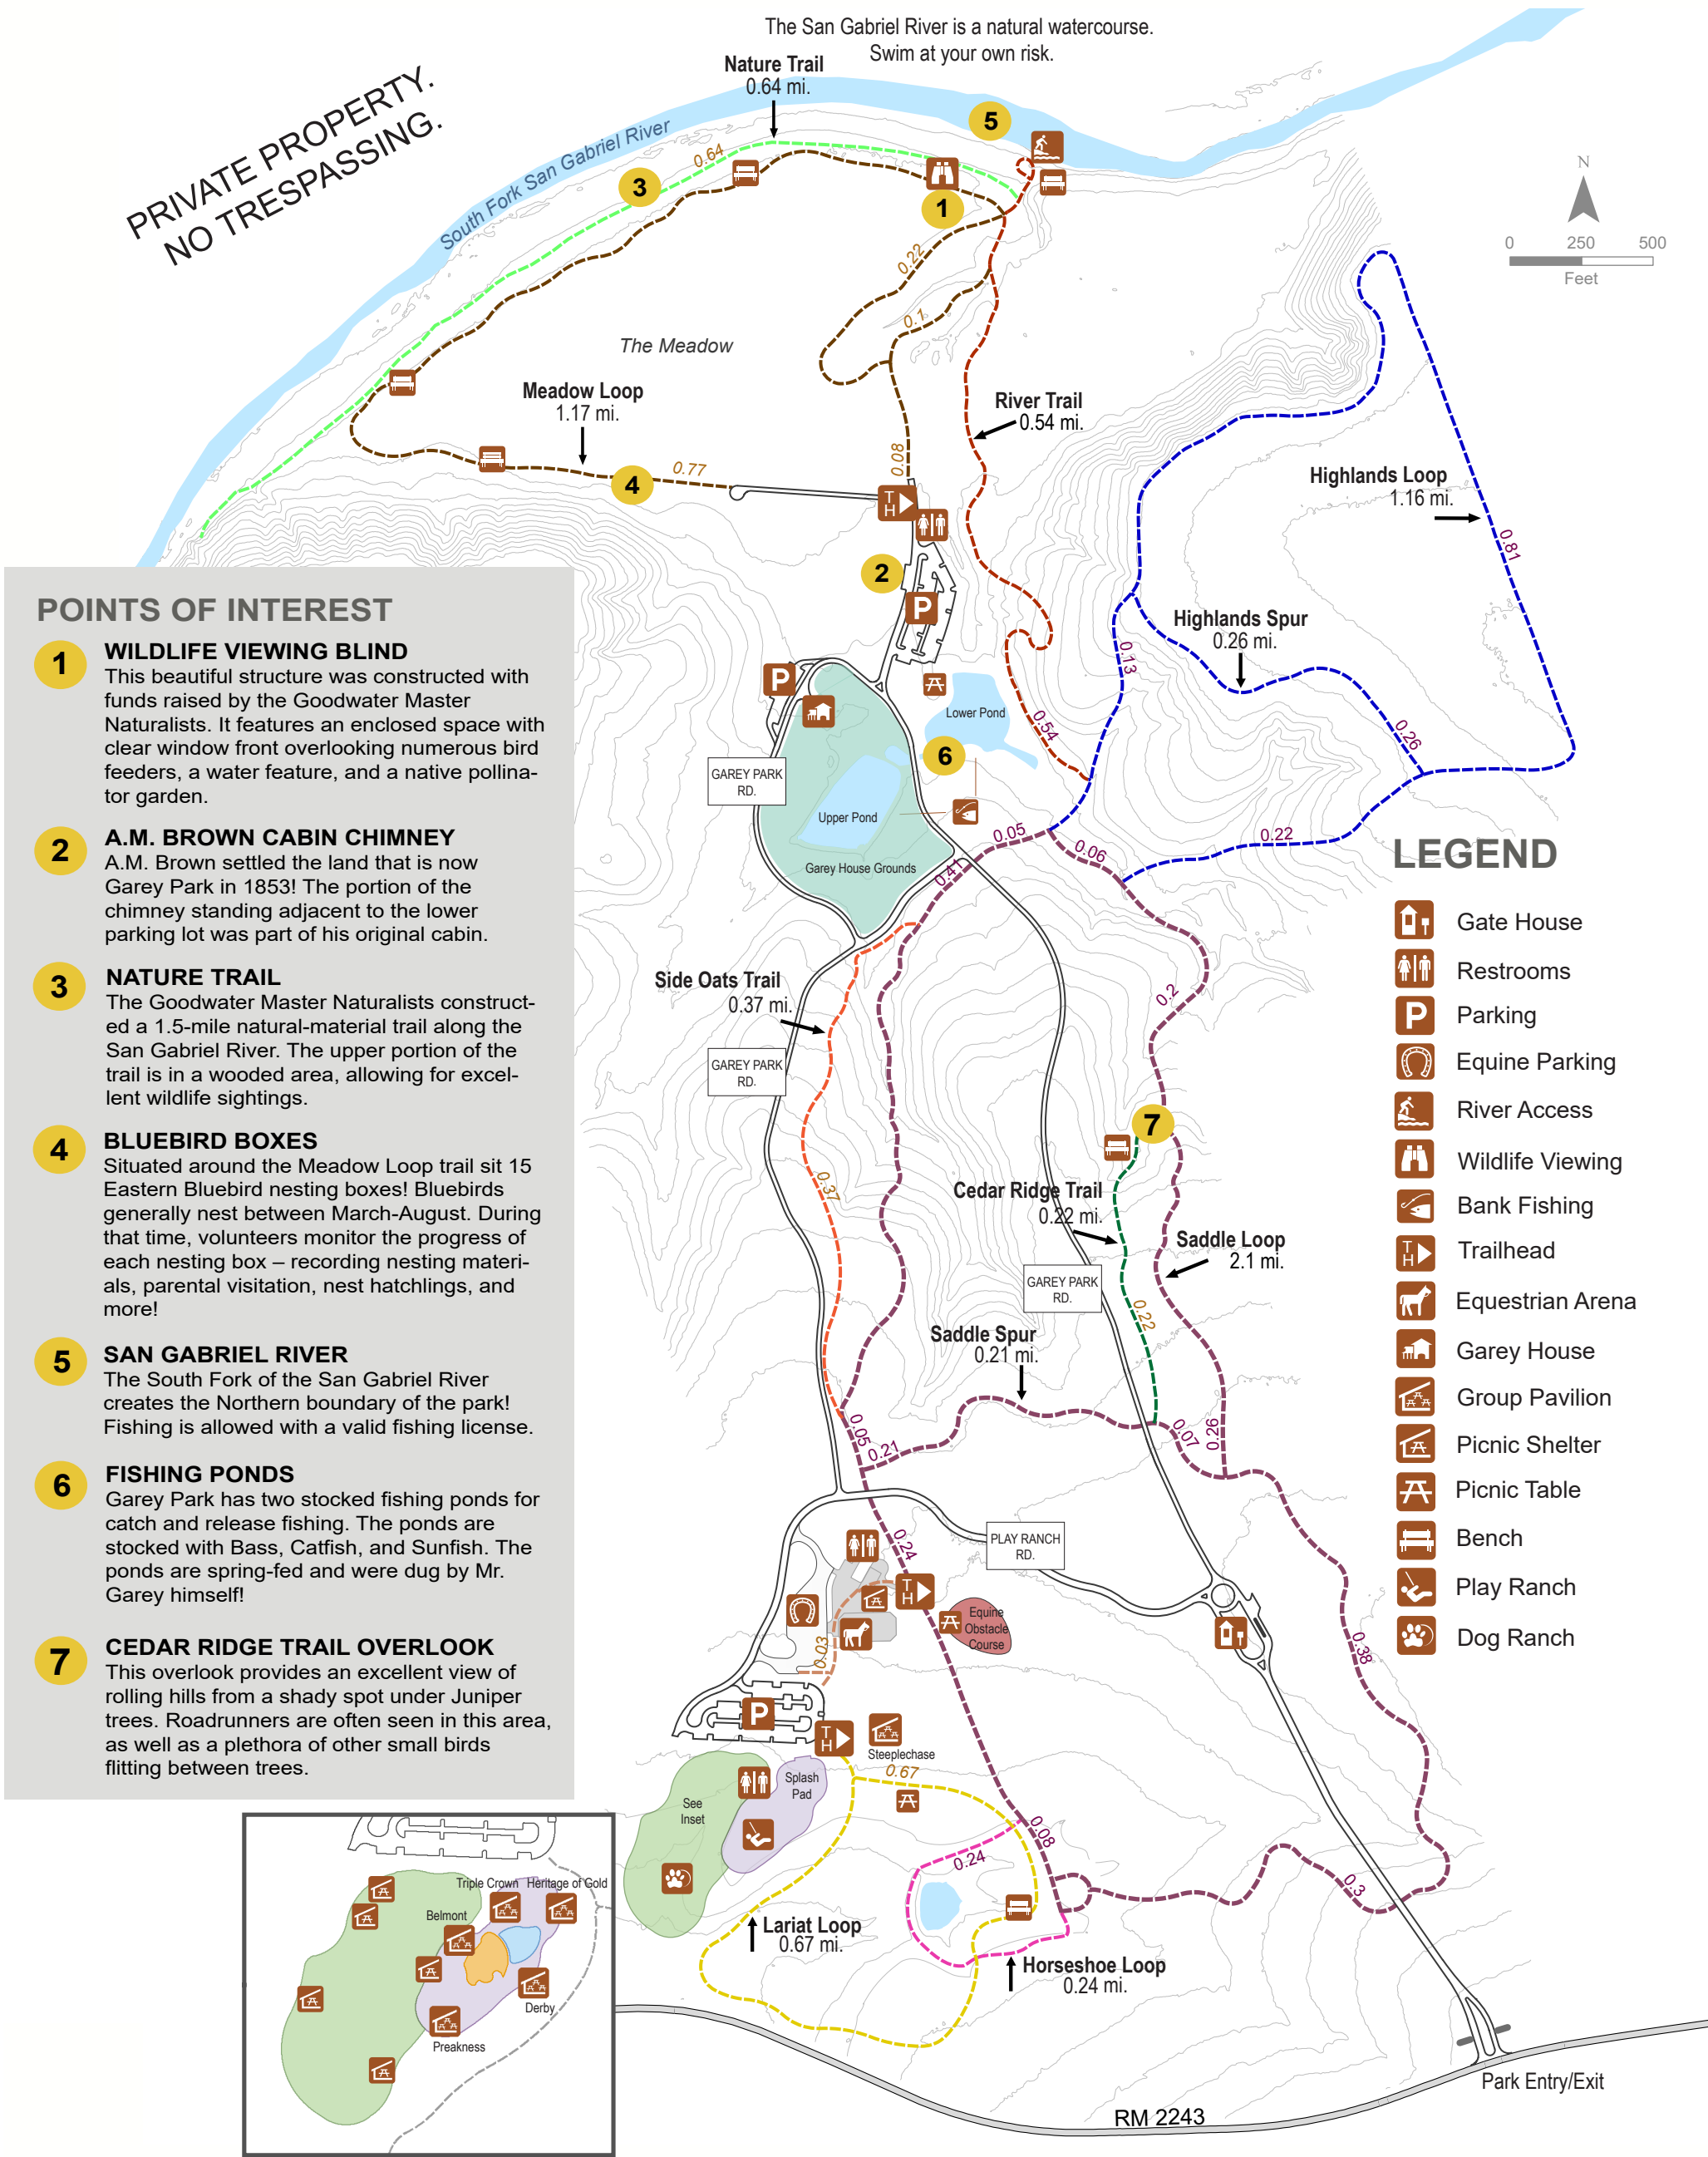 The San Gabriel River is a natural watercourse.
Swim at your own risk.
Nature Trail
0.64 mi.
PRIVATE PROPERTY.
NO TRESPASSING.
South Fork San Gabriel River
0.64
5
3
1
N
0 250 500
Feet
0.22
0.1
The Meadow
Meadow Loop
1.17 mi.
River Trail
0.54 mi.
0.08
0.77
4
T
H
Highlands Loop
1.16 mi.
0.81
2
P
Highlands Spur
0.26 mi.
0.13
P
Lower Pond
0.54
0.26
6
GAREY PARK
RD.
Upper Pond
0.05
0.06
0.22
Garey House Grounds
0.41
Side Oats Trail
0.37 mi.
0.2
GAREY PARK
RD.
7
0.37
Cedar Ridge Trail
0.22 mi.
Saddle Loop
2.1 mi.
GAREY PARK
RD.
0.22
Saddle Spur
0.21 mi.
0.05
0.21
0.07
0.26
0.24
PLAY RANCH
RD.
T
H
Equine
Obstacle
Course
0.03
0.38
P
T
H
Steeplechase
0.67
Splash
Pad
See
Inset
0.08
0.24
0.3
Lariat Loop
0.67 mi.
Horseshoe Loop
0.24 mi.
Park Entry/Exit
RM 2243
POINTS OF INTEREST
1
WILDLIFE VIEWING BLIND
This beautiful structure was constructed with
funds raised by the Goodwater Master
Naturalists. It features an enclosed space with
clear window front overlooking numerous bird
feeders, a water feature, and a native pollina-
tor garden.
2
A.M. BROWN CABIN CHIMNEY
A.M. Brown settled the land that is now
Garey Park in 1853! The portion of the
chimney standing adjacent to the lower
parking lot was part of his original cabin.
3
NATURE TRAIL
The Goodwater Master Naturalists construct-
ed a 1.5-mile natural-material trail along the
San Gabriel River. The upper portion of the
trail is in a wooded area, allowing for excel-
lent wildlife sightings.
4
BLUEBIRD BOXES
Situated around the Meadow Loop trail sit 15
Eastern Bluebird nesting boxes! Bluebirds
generally nest between March-August. During
that time, volunteers monitor the progress of
each nesting box – recording nesting materi-
als, parental visitation, nest hatchlings, and
more!
5
SAN GABRIEL RIVER
The South Fork of the San Gabriel River
creates the Northern boundary of the park!
Fishing is allowed with a valid fishing license.
6
FISHING PONDS
Garey Park has two stocked fishing ponds for
catch and release fishing. The ponds are
stocked with Bass, Catfish, and Sunfish. The
ponds are spring-fed and were dug by Mr.
Garey himself!
7
CEDAR RIDGE TRAIL OVERLOOK
This overlook provides an excellent view of
rolling hills from a shady spot under Juniper
trees. Roadrunners are often seen in this area,
as well as a plethora of other small birds
flitting between trees.
LEGEND
Gate House
Restrooms
P Parking
Equine Parking
River Access
Wildlife Viewing
Bank Fishing
T
H
Trailhead
Equestrian Arena
Garey House
Group Pavilion
Picnic Shelter
Picnic Table
Bench
Play Ranch
Dog Ranch
Triple Crown
Heritage of Gold
Belmont
Derby
Preakness